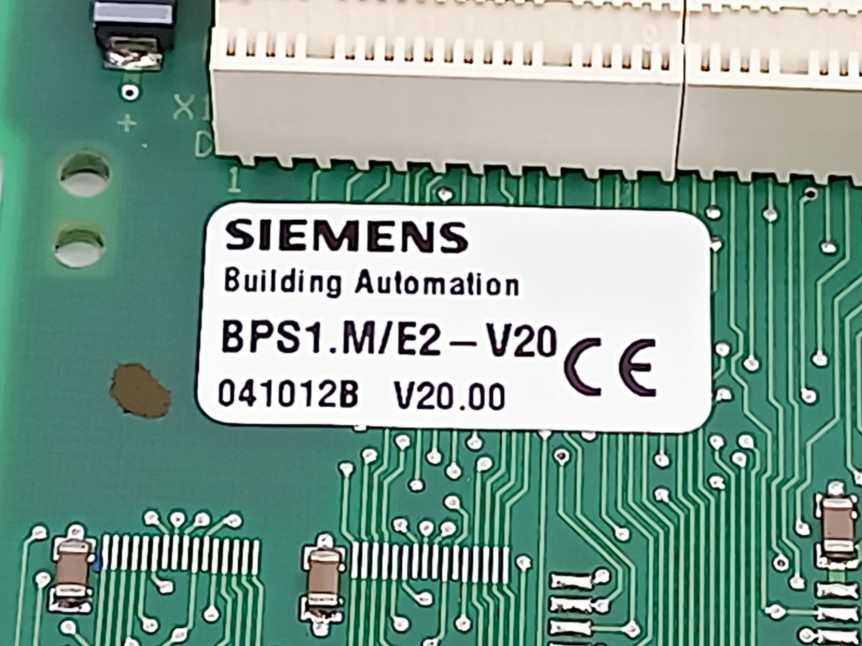 X1
D
1
+
SIEMENS
Building Automation
BPS1.M/E2-V20
CE
041012B V20.00